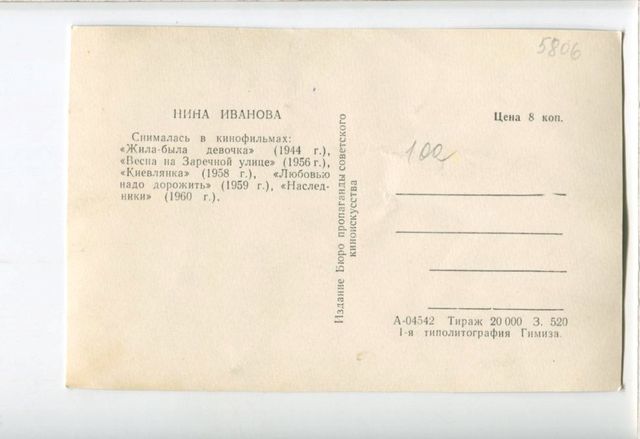 5806
НИНА ИВАНОВА
Снималась в кинофильмах:
«Жила-была девочка» (1944 г.),
«Весна на Заречной улице» (1956 г.),
«Киевлянка» (1958 г.), «Любовью
надо дорожить» (1959 г.), «Наслед-
ники» (1960 г.).
Издание Бюро пропаганды советского
киноискусства
Цена 8 коп.
100
А-04542 Тираж 20 000 З. 520
1-я типолитография Гимиза.